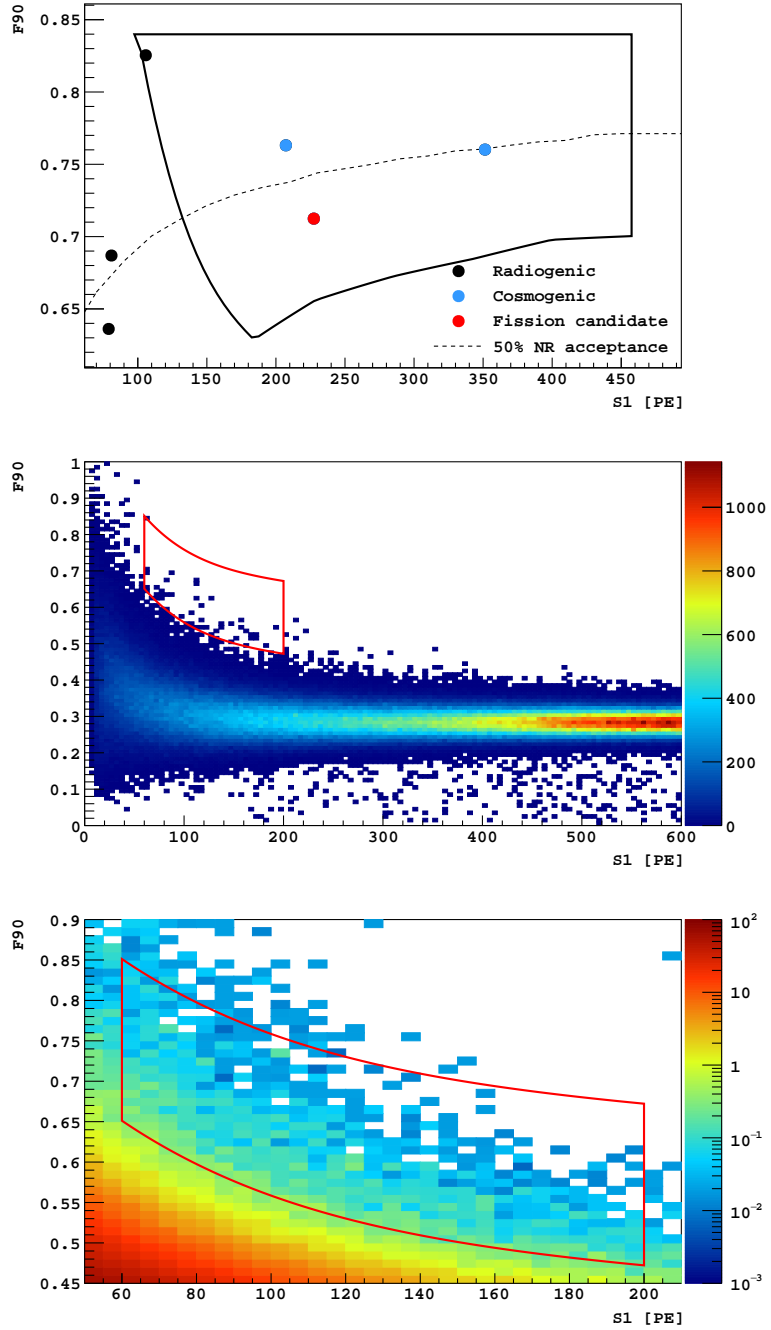 F90
0.85
0.8
0.75
0.7
0.65
Radiogenic
Cosmogenic
Fission candidate
50% NR acceptance
100 150 200 250 300 350 400 450
S1 [PE]
F90
1
0.9
0.8
0.7
0.6
0.5
0.4
0.3
0.2
0.1
0
0 100 200 300 400 500 600
S1 [PE]
1000
800
600
400
200
0
F90
0.9
0.85
0.8
0.75
0.7
0.65
0.6
0.55
0.5
0.45
60 80 100 120 140 160 180 200
S1 [PE]
10²
10
1
10⁻¹
10⁻²
10⁻³